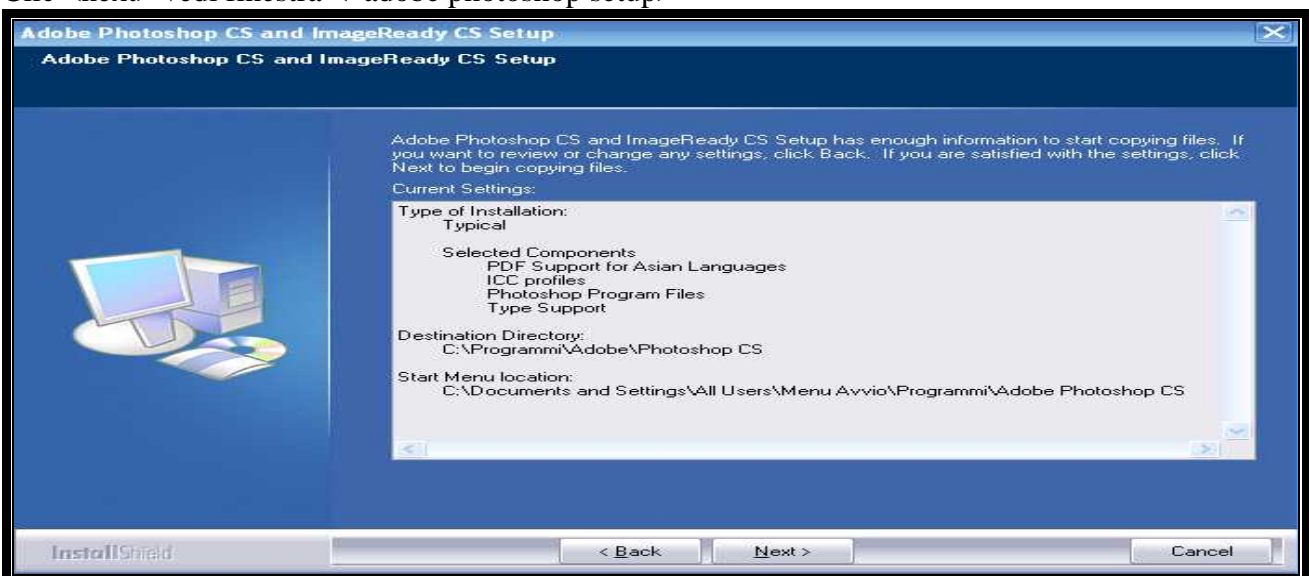 adobe photoshop setup.
Adobe Photoshop CS and ImageReady CS Setup
Adobe Photoshop CS and ImageReady CS Setup
Adobe Photoshop CS and ImageReady CS Setup has enough information to start copying files. If
you want to review or change any settings, click Back. If you are satisfied with the settings, click
Next to begin copying files.
Current Settings:
Type of Installation:
Typical
Selected Components
PDF Support for Asian Languages
ICC profiles
Photoshop Program Files
Type Support
Destination Directory:
C:\Programmi\Adobe\Photoshop CS
Start Menu location:
C:\Documents and Settings\All Users\Menu Avvio\Programmi\Adobe Photoshop CS
InstallShield
< Back
Next >
Cancel